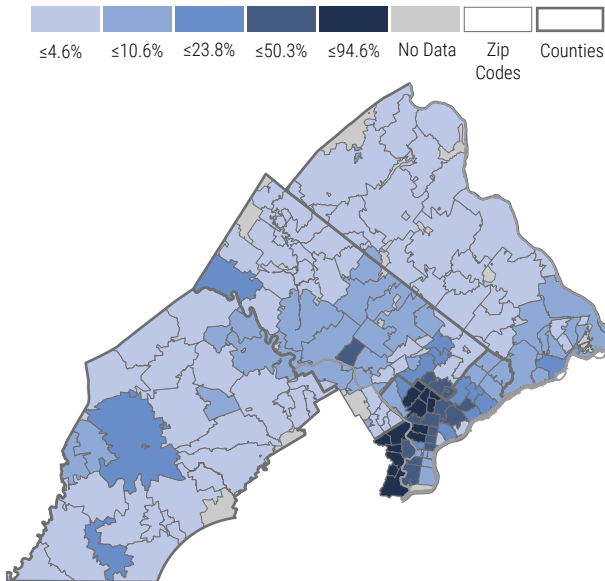 ≤4.6% ≤10.6% ≤23.8% ≤50.3% ≤94.6% No Data Zip Counties
Codes